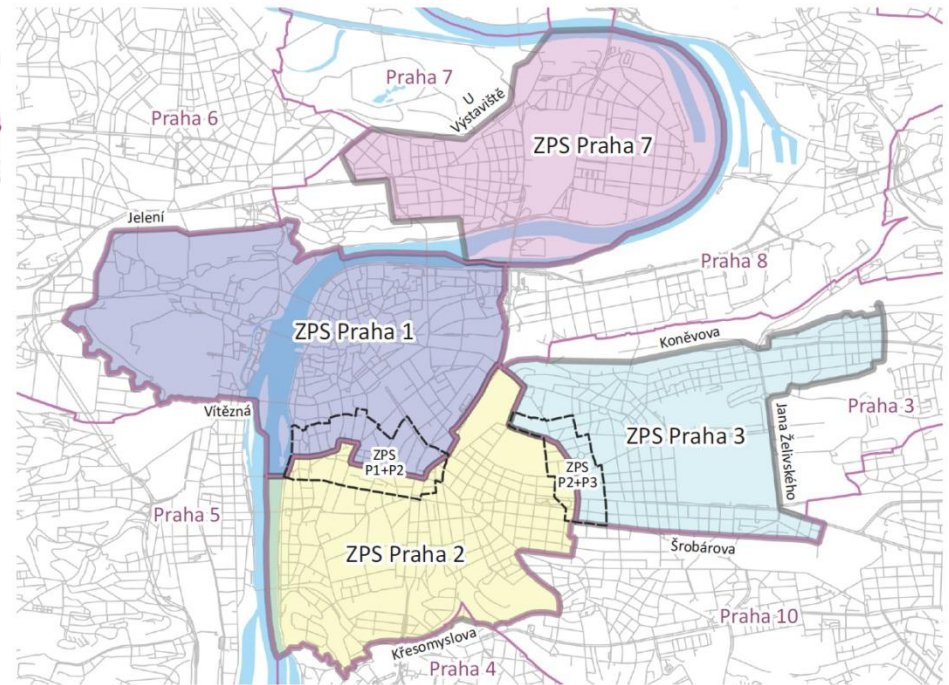 Praha 7
U
Výstaviště
Praha 6
ZPS Praha 7
Jelení
Praha 8
ZPS Praha 1
Koněvova
Vítězná
Praha 3
Jana Želivského
ZPS Praha 3
ZPS
P1+P2
ZPS
P2+P3
Praha 5
Šrobárova
ZPS Praha 2
Praha 10
Křesomyslova
Praha 4